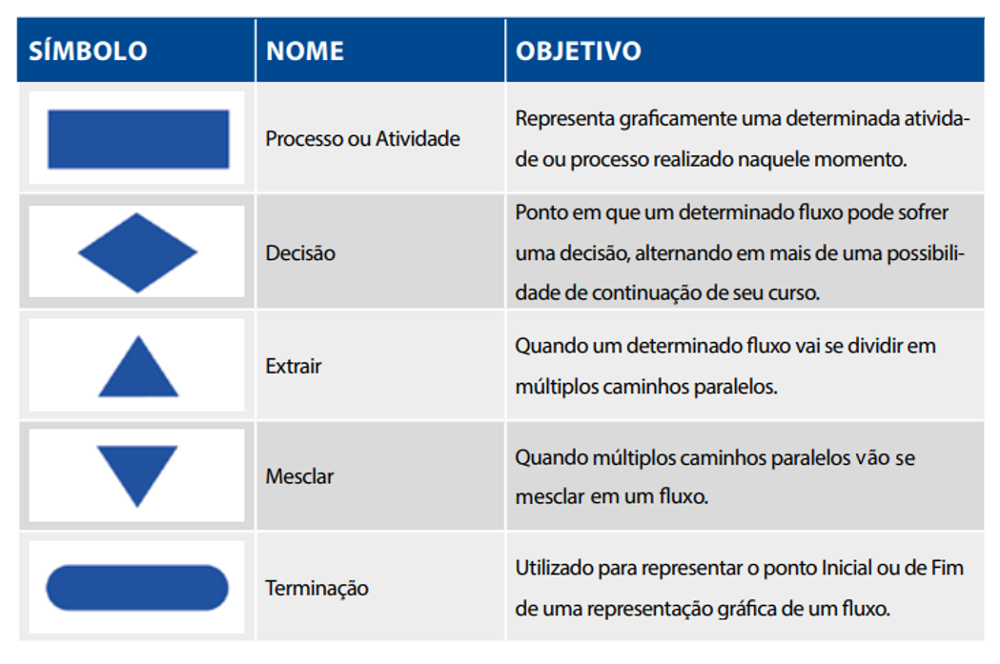 SÍMBOLO NOME OBJETIVO
Processo ou Atividade
Representa graficamente uma determinada ativida-
de ou processo realizado naquele momento.
Decisão
Ponto em que um determinado fluxo pode sofrer
uma decisão, alternando em mais de uma possibili-
dade de continuação de seu curso.
Extrair
Quando um determinado fluxo vai se dividir em
múltiplos caminhos paralelos.
Mesclar
Quando múltiplos caminhos paralelos vão se
mesclar em um fluxo.
Terminação
Utilizado para representar o ponto Inicial ou de Fim
de uma representação gráfica de um fluxo.